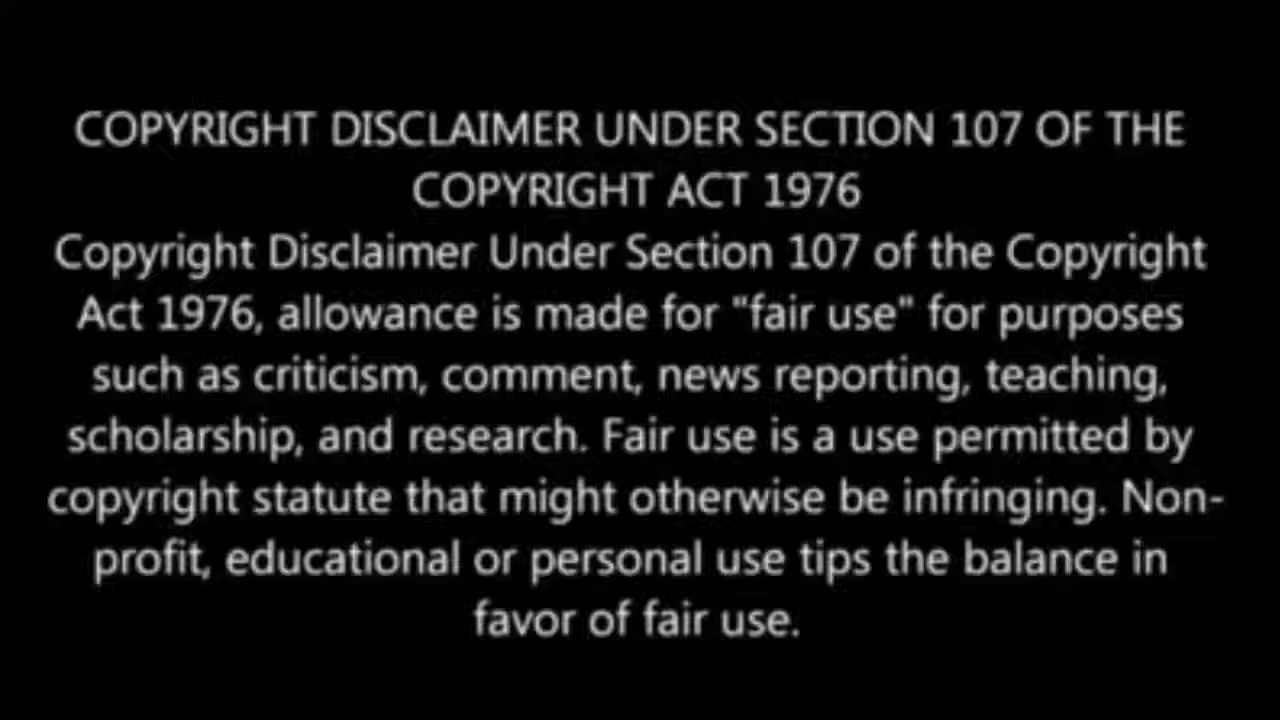 COPYRIGHT DISCLAIMER UNDER SECTION 107 OF THE
COPYRIGHT ACT 1976
Copyright Disclaimer Under Section 107 of the Copyright
Act 1976, allowance is made for "fair use" for purposes
such as criticism, comment, news reporting, teaching,
scholarship, and research. Fair use is a use permitted by
copyright statute that might otherwise be infringing. Non-
profit, educational or personal use tips the balance in
favor of fair use.